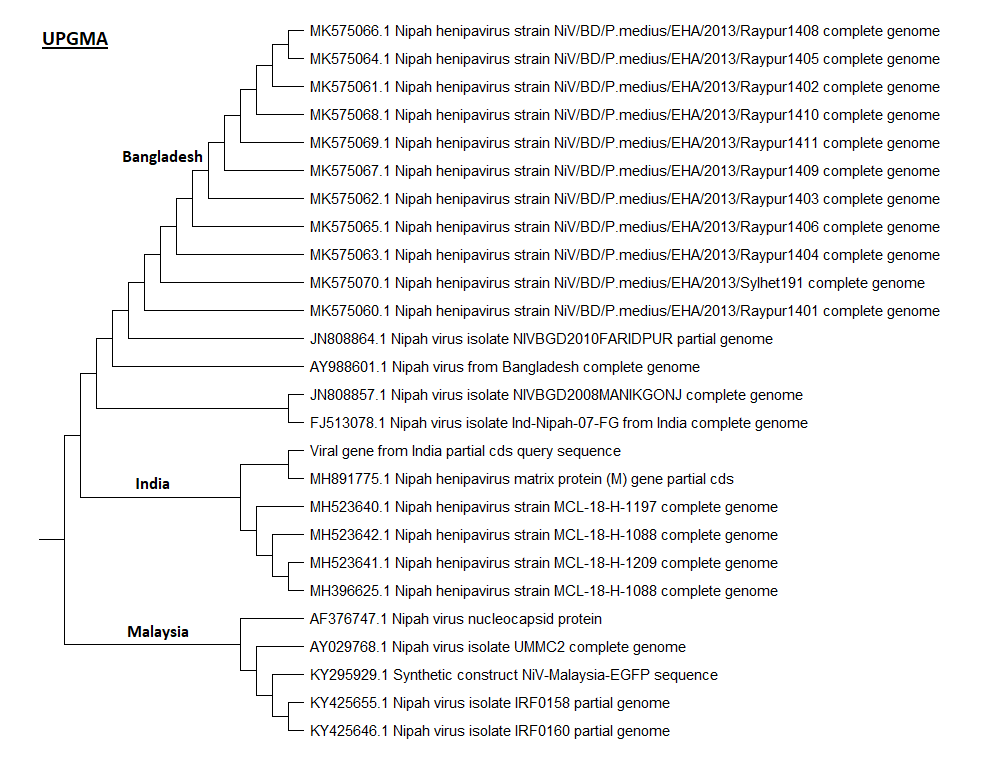 UPGMA
MK575066.1 Nipah henipavirus strain NiV/BD/P.medius/EHA/2013/Raypur1408 complete genome
MK575064.1 Nipah henipavirus strain NiV/BD/P.medius/EHA/2013/Raypur1405 complete genome
MK575061.1 Nipah henipavirus strain NiV/BD/P.medius/EHA/2013/Raypur1402 complete genome
MK575068.1 Nipah henipavirus strain NiV/BD/P.medius/EHA/2013/Raypur1410 complete genome
MK575069.1 Nipah henipavirus strain NiV/BD/P.medius/EHA/2013/Raypur1411 complete genome
Bangladesh
MK575067.1 Nipah henipavirus strain NiV/BD/P.medius/EHA/2013/Raypur1409 complete genome
MK575062.1 Nipah henipavirus strain NiV/BD/P.medius/EHA/2013/Raypur1403 complete genome
MK575065.1 Nipah henipavirus strain NiV/BD/P.medius/EHA/2013/Raypur1406 complete genome
MK575063.1 Nipah henipavirus strain NiV/BD/P.medius/EHA/2013/Raypur1404 complete genome
MK575070.1 Nipah henipavirus strain NiV/BD/P.medius/EHA/2013/Sylhet191 complete genome
MK575060.1 Nipah henipavirus strain NiV/BD/P.medius/EHA/2013/Raypur1401 complete genome
JN808864.1 Nipah virus isolate NIVBGD2010FARIDPUR partial genome
AY988601.1 Nipah virus from Bangladesh complete genome
JN808857.1 Nipah virus isolate NIVBGD2008MANIKGONJ complete genome
FJ513078.1 Nipah virus isolate Ind-Nipah-07-FG from India complete genome
Viral gene from India partial cds query sequence
India
MH891775.1 Nipah henipavirus matrix protein (M) gene partial cds
MH523640.1 Nipah henipavirus strain MCL-18-H-1197 complete genome
MH523642.1 Nipah henipavirus strain MCL-18-H-1088 complete genome
MH523641.1 Nipah henipavirus strain MCL-18-H-1209 complete genome
MH396625.1 Nipah henipavirus strain MCL-18-H-1088 complete genome
AF376747.1 Nipah virus nucleocapsid protein
Malaysia
AY029768.1 Nipah virus isolate UMMC2 complete genome
KY295929.1 Synthetic construct NiV-Malaysia-EGFP sequence
KY425655.1 Nipah virus isolate IRF0158 partial genome
KY425646.1 Nipah virus isolate IRF0160 partial genome